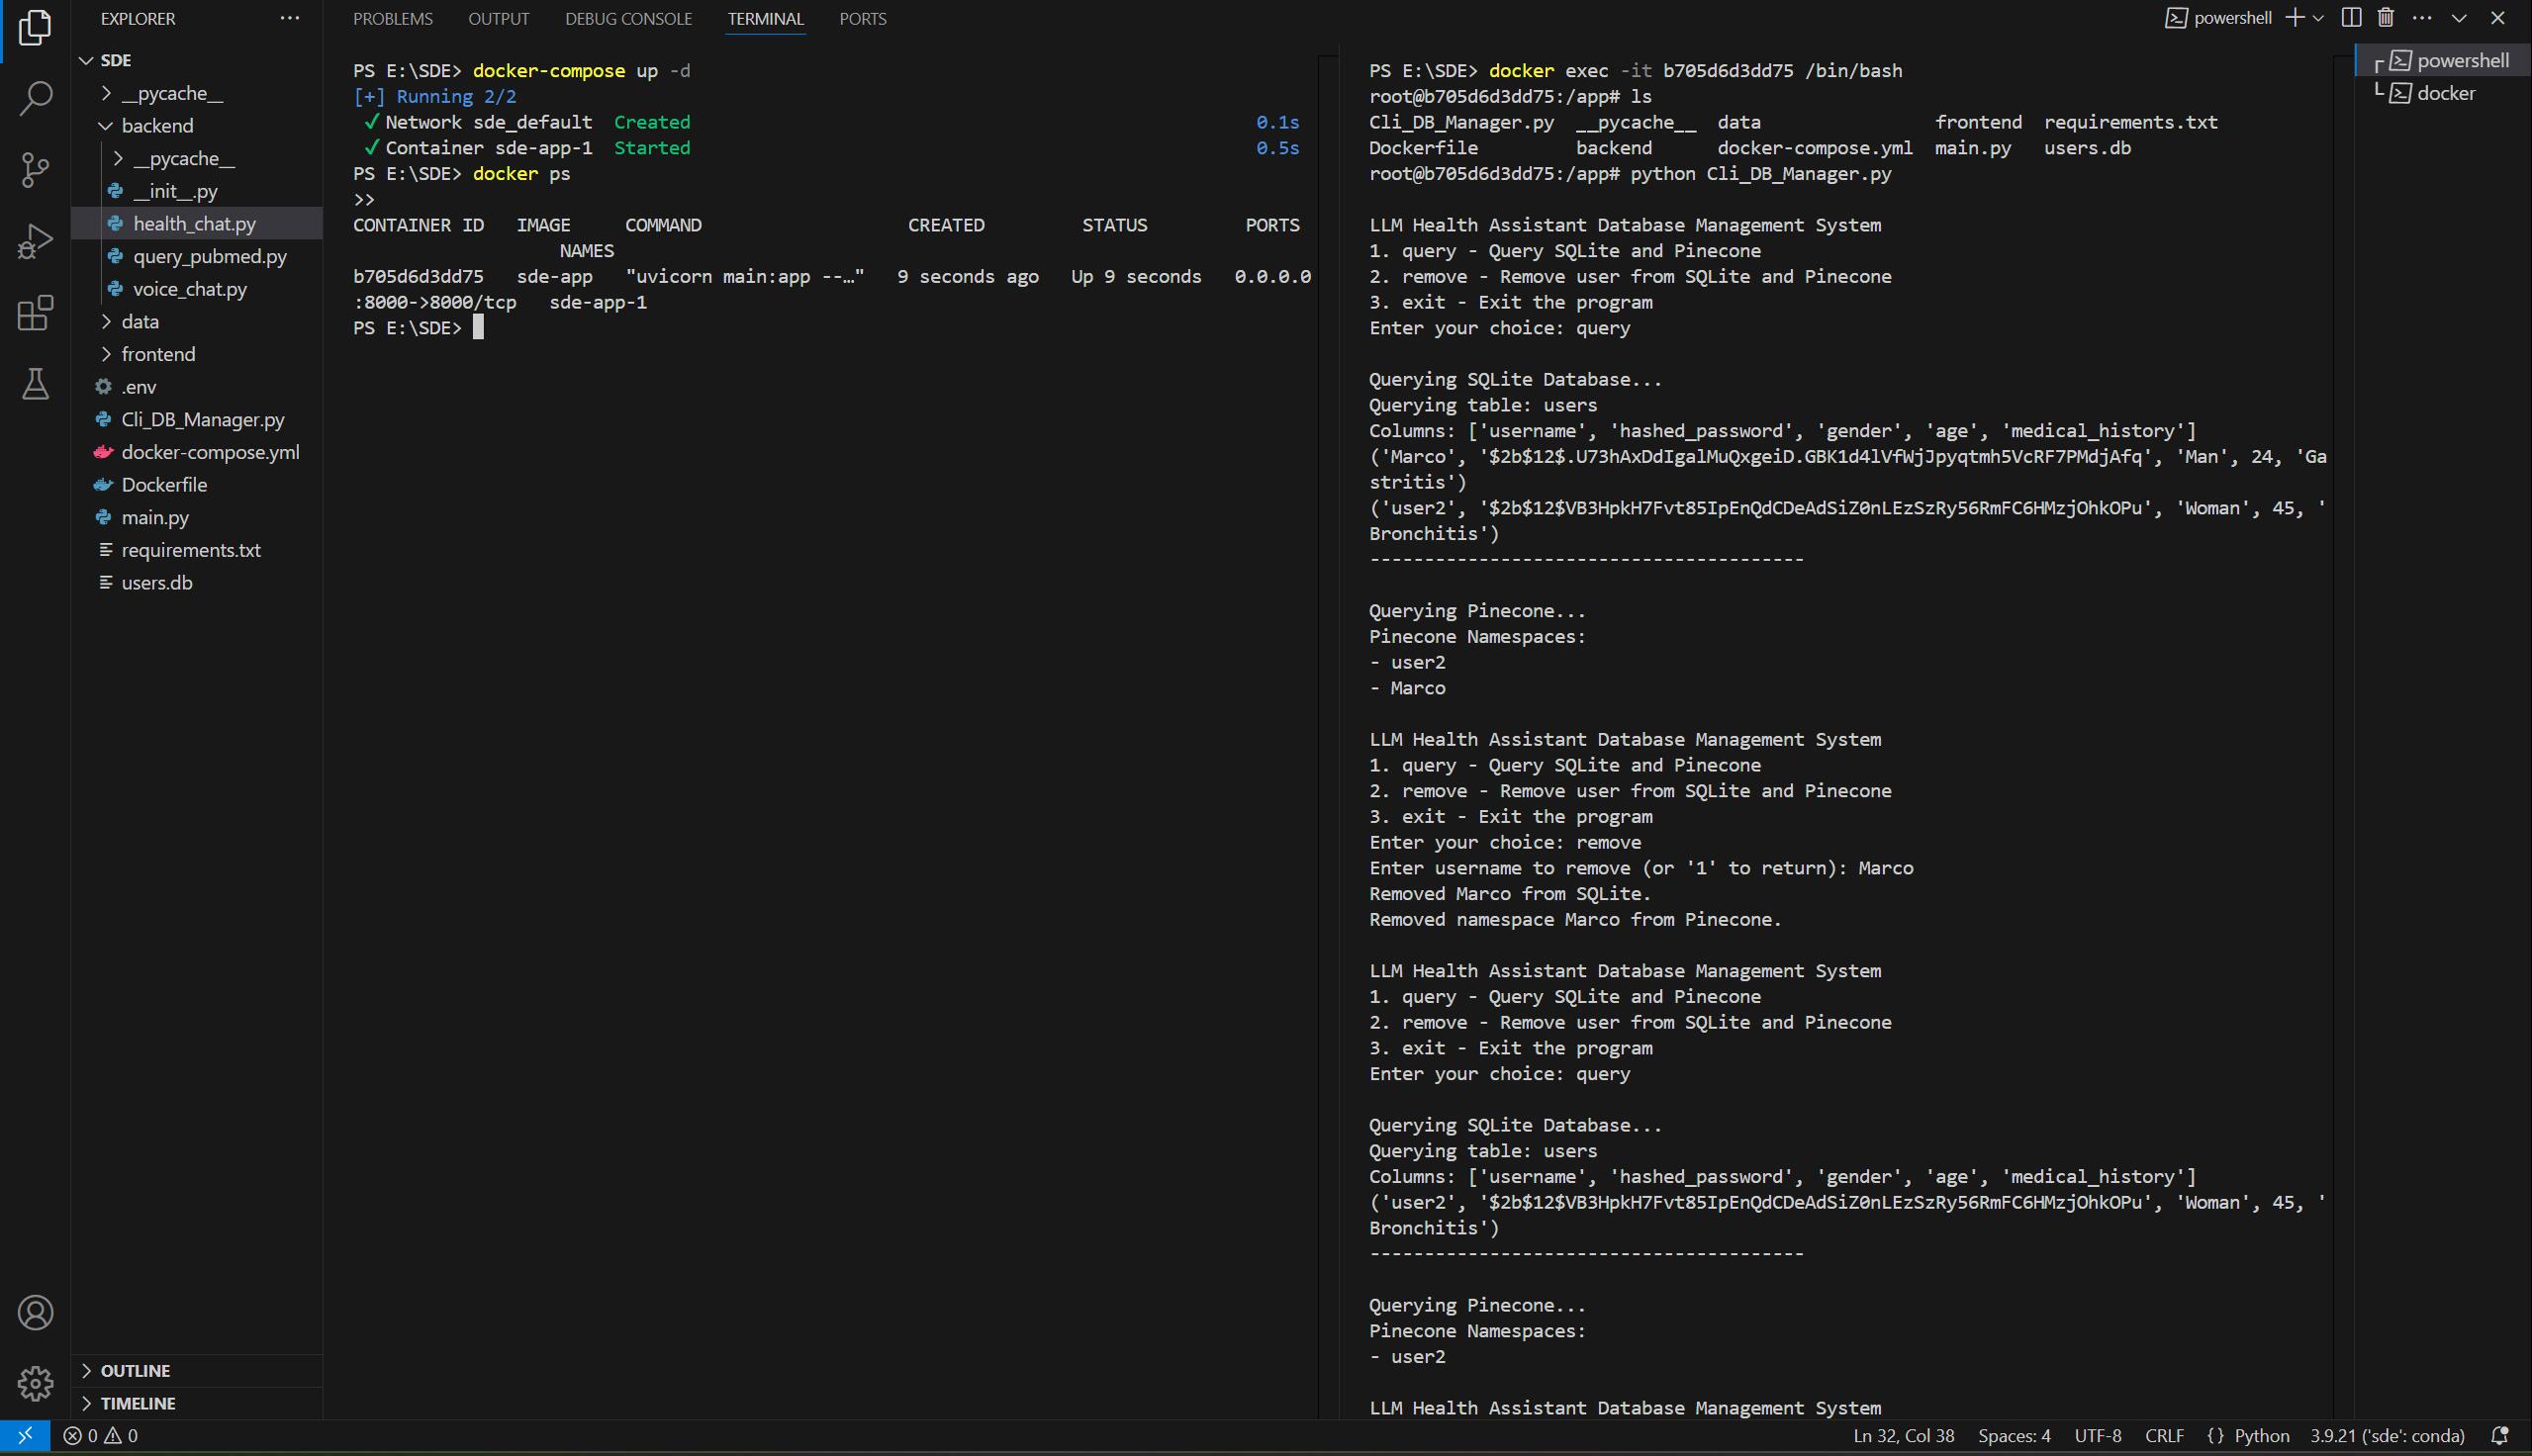 EXPLORER
SDE
__pycache__
backend
__pycache__
__init__.py
health_chat.py
query_pubmed.py
voice_chat.py
data
frontend
.env
Cli_DB_Manager.py
docker-compose.yml
Dockerfile
main.py
requirements.txt
users.db
OUTLINE
TIMELINE
PROBLEMS OUTPUT DEBUG CONSOLE TERMINAL PORTS
PS E:\SDE> docker-compose up -d
[+] Running 2/2
✓ Network sde_default Created 0.1s
✓ Container sde-app-1 Started 0.5s
PS E:\SDE> docker ps
>>
CONTAINER ID IMAGE COMMAND CREATED STATUS PORTS
NAMES
b705d6d3dd75 sde-app "uvicorn main:app --…" 9 seconds ago Up 9 seconds 0.0.0.0
:8000->8000/tcp sde-app-1
PS E:\SDE>
PS E:\SDE> docker exec -it b705d6d3dd75 /bin/bash
root@b705d6d3dd75:/app# ls
Cli_DB_Manager.py __pycache__ data frontend requirements.txt
Dockerfile backend docker-compose.yml main.py users.db
root@b705d6d3dd75:/app# python Cli_DB_Manager.py
LLM Health Assistant Database Management System
1. query - Query SQLite and Pinecone
2. remove - Remove user from SQLite and Pinecone
3. exit - Exit the program
Enter your choice: query
Querying SQLite Database...
Querying table: users
Columns: ['username', 'hashed_password', 'gender', 'age', 'medical_history']
('Marco', '$2b$12$.U73hAxDdIgalMuQxgeiD.GBK1d4lVfWjJpyqtmh5VcRF7PMdjAfq', 'Man', 24, 'Ga
stritis')
('user2', '$2b$12$VB3HpkH7Fvt85IpEnQdCDeAdSiZ0nLEzSzRy56RmFC6HMzjOhkOPu', 'Woman', 45, '
Bronchitis')
----------------------------------------
Querying Pinecone...
Pinecone Namespaces:
- user2
- Marco
LLM Health Assistant Database Management System
1. query - Query SQLite and Pinecone
2. remove - Remove user from SQLite and Pinecone
3. exit - Exit the program
Enter your choice: remove
Enter username to remove (or '1' to return): Marco
Removed Marco from SQLite.
Removed namespace Marco from Pinecone.
LLM Health Assistant Database Management System
1. query - Query SQLite and Pinecone
2. remove - Remove user from SQLite and Pinecone
3. exit - Exit the program
Enter your choice: query
Querying SQLite Database...
Querying table: users
Columns: ['username', 'hashed_password', 'gender', 'age', 'medical_history']
('user2', '$2b$12$VB3HpkH7Fvt85IpEnQdCDeAdSiZ0nLEzSzRy56RmFC6HMzjOhkOPu', 'Woman', 45, '
Bronchitis')
----------------------------------------
Querying Pinecone...
Pinecone Namespaces:
- user2
LLM Health Assistant Database Management System
powershell
powershell
docker
0 0
Ln 32, Col 38 Spaces: 4 UTF-8 CRLF {} Python 3.9.21 ('sde': conda)